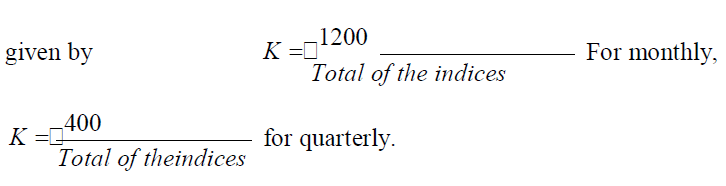 given by K =□1200 For monthly,
Total of the indices
K =□400 for quarterly.
Total of theindices